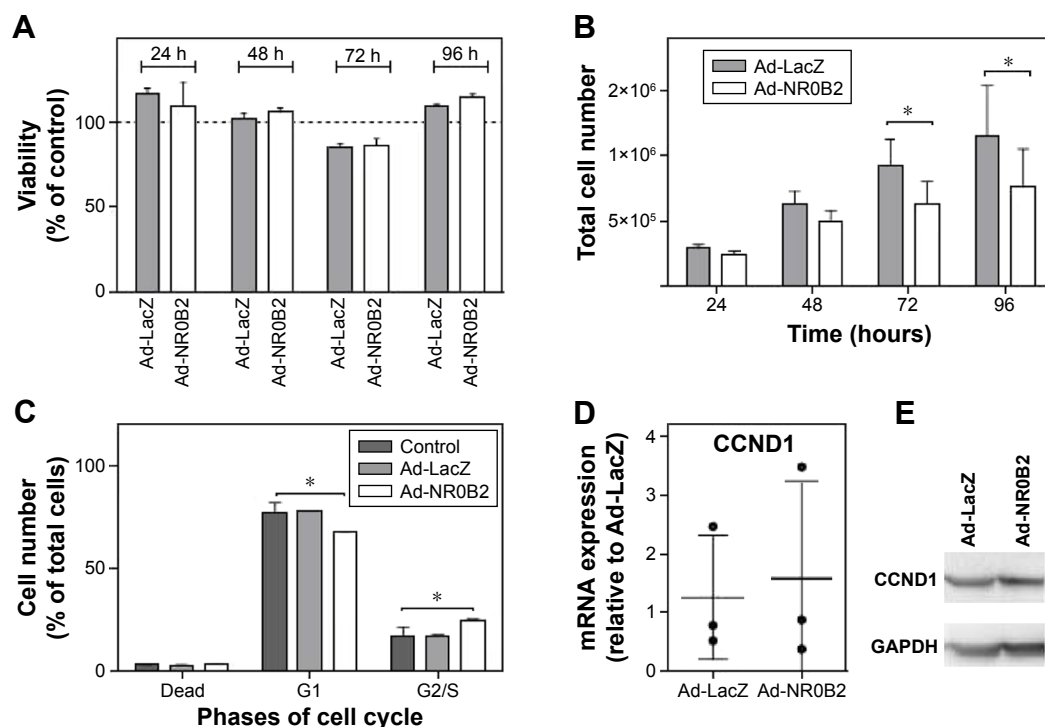 A
24 h 48 h 72 h 96 h
Viability
(% of control)
100
50
0
Ad-LacZ
Ad-NR0B2
Ad-LacZ
Ad-NR0B2
Ad-LacZ
Ad-NR0B2
Ad-LacZ
Ad-NR0B2
B
Ad-LacZ
Ad-NR0B2
*
*
Total cell number
2×10⁶
1×10⁶
5×10⁵
24 48 72 96
Time (hours)
C
Control
Ad-LacZ
Ad-NR0B2
*
*
Cell number
(% of total cells)
100
50
0
Dead G1 G2/S
Phases of cell cycle
D
CCND1
mRNA expression
(relative to Ad-LacZ)
4
3
2
1
0
Ad-LacZ Ad-NR0B2
E
Ad-LacZ
Ad-NR0B2
CCND1
GAPDH